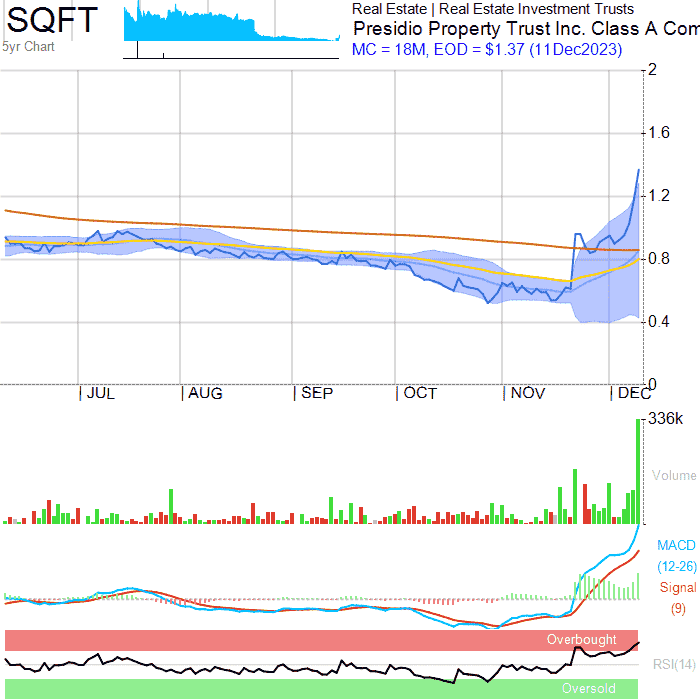 SQFT
5yr Chart
Real Estate | Real Estate Investment Trusts
Presidio Property Trust Inc. Class A Com
MC = 18M, EOD = $1.37 (11Dec2023)
2
1.6
1.2
0.8
0.4
0
| JUL | AUG | SEP | OCT | NOV | DEC
336k
Volume
MACD
(12-26)
Signal
(9)
Overbought
RSI(14)
Oversold